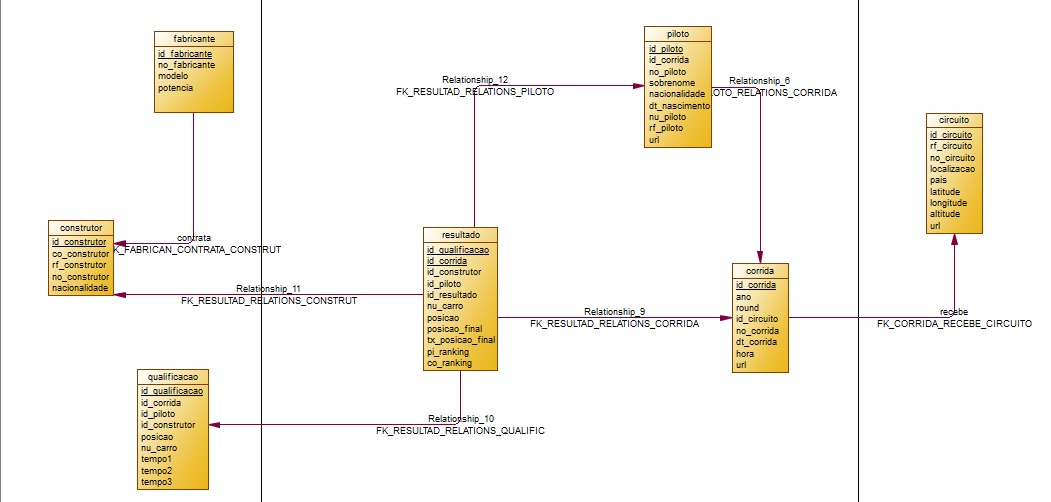 fabricante
id_fabricante
no_fabricante
modelo
potencia
piloto
id_piloto
id_corrida
no_piloto
sobrenome
nacionalidade
dt_nascimento
nu_piloto
rf_piloto
url
Relationship_12
FK_RESULTAD_RELATIONS_PILOTO
Relationship_6
OTO_RELATIONS_CORRIDA
circuito
id_circuito
rf_circuito
no_circuito
localizacao
pais
latitude
longitude
altitude
url
construtor
id_construtor
co_construtor
rf_construtor
no_construtor
nacionalidade
contrata
K_FABRICAN_CONTRATA_CONSTRUT
Relationship_11
FK_RESULTAD_RELATIONS_CONSTRUT
resultado
id_qualificacao
id_corrida
id_construtor
id_piloto
id_resultado
nu_carro
posicao
posicao_final
tx_posicao_final
pi_ranking
co_ranking
Relationship_9
FK_RESULTAD_RELATIONS_CORRIDA
corrida
id_corrida
ano
round
id_circuito
no_corrida
dt_corrida
hora
url
recebe
FK_CORRIDA_RECEBE_CIRCUITO
qualificacao
id_qualificacao
id_corrida
id_piloto
id_construtor
posicao
nu_carro
tempo1
tempo2
tempo3
Relationship_10
FK_RESULTAD_RELATIONS_QUALIFIC